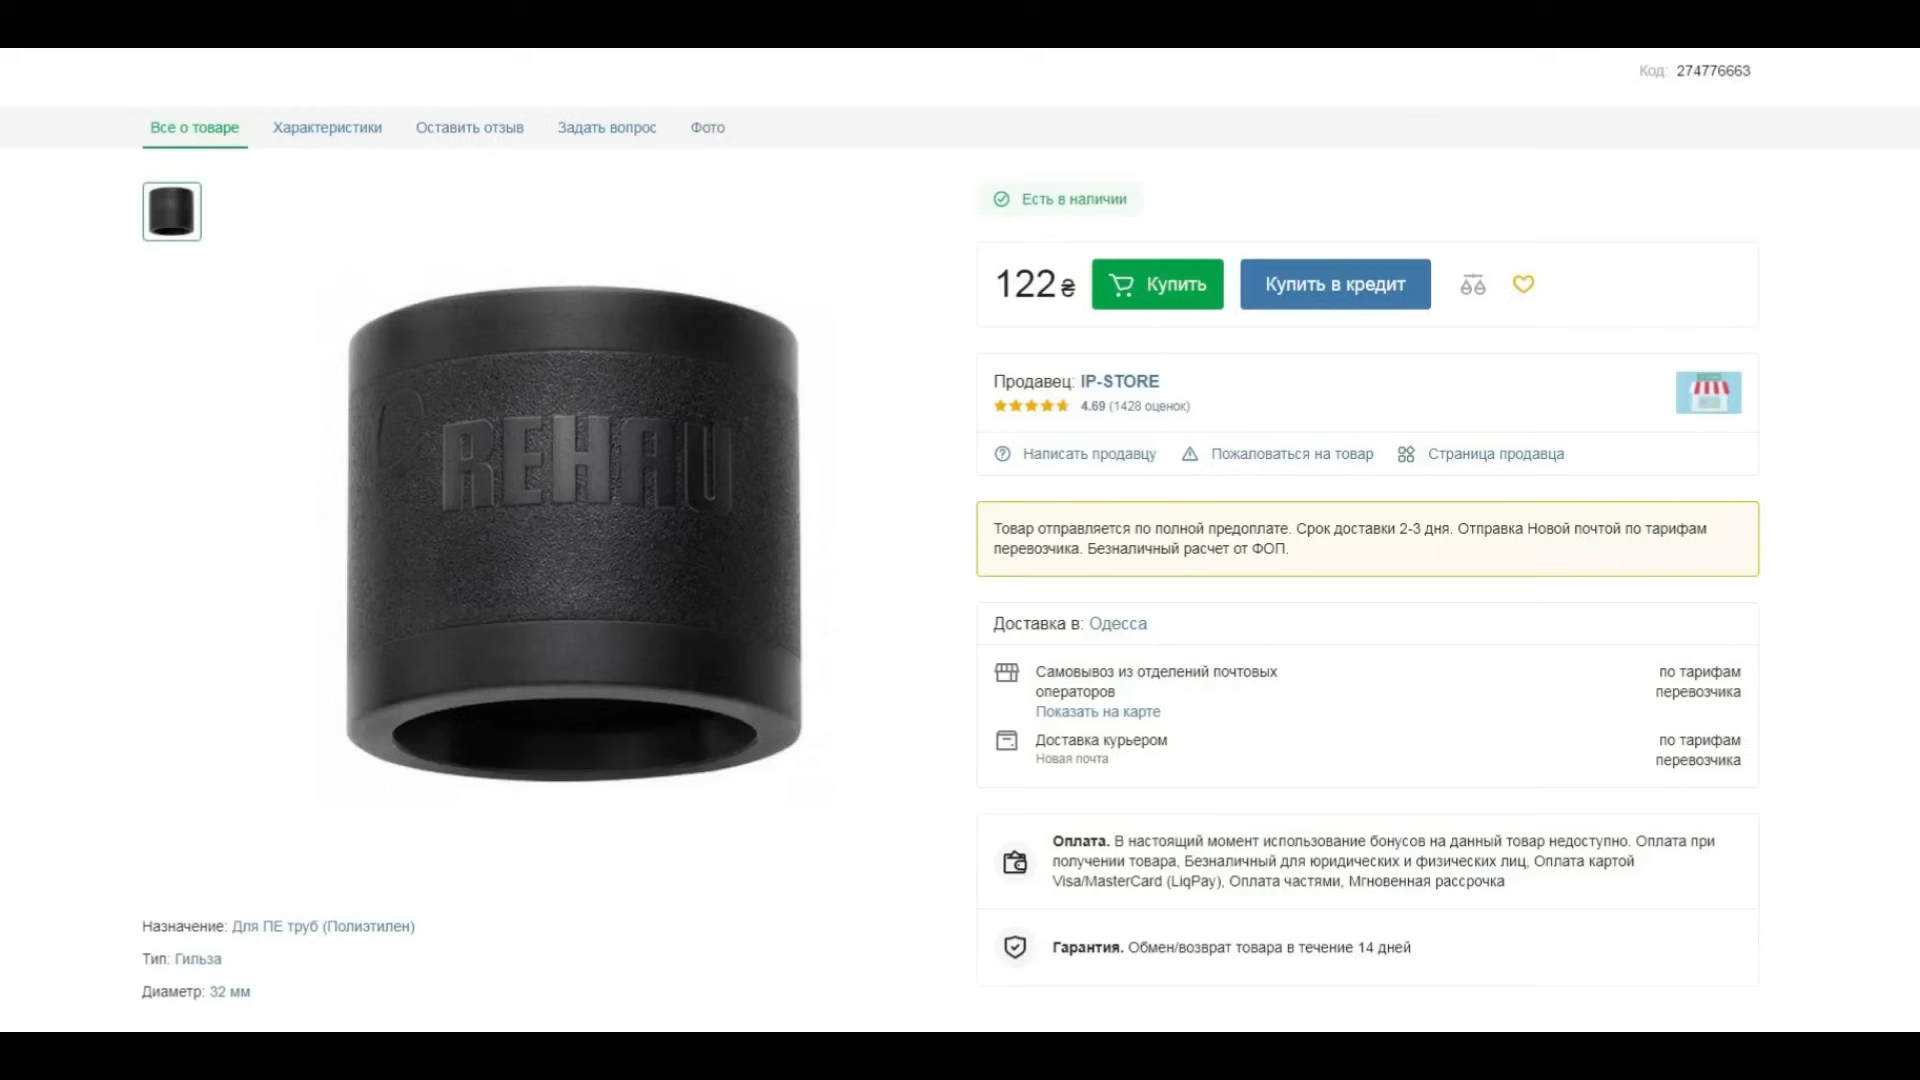 Код: 274776663
Все о товаре Характеристики Оставить отзыв Задать вопрос Фото
Есть в наличии
122₴ Купить Купить в кредит
REHAU
Продавец: IP-STORE
4.69 (1428 оценок)
Написать продавцу Пожаловаться на товар Страница продавца
Товар отправляется по полной предоплате. Срок доставки 2-3 дня. Отправка Новой почтой по тарифам
перевозчика. Безналичный расчет от ФОП.
Доставка в: Одесса
Самовывоз из отделений почтовых по тарифам
операторов перевозчика
Показать на карте
Доставка курьером по тарифам
Новая почта перевозчика
Оплата. В настоящий момент использование бонусов на данный товар недоступно. Оплата при
получении товара, Безналичный для юридических и физических лиц, Оплата картой
Visa/MasterCard (LiqPay), Оплата частями, Мгновенная рассрочка
Гарантия. Обмен/возврат товара в течение 14 дней
Назначение: Для ПЕ труб (Полиэтилен)
Тип: Гильза
Диаметр: 32 мм